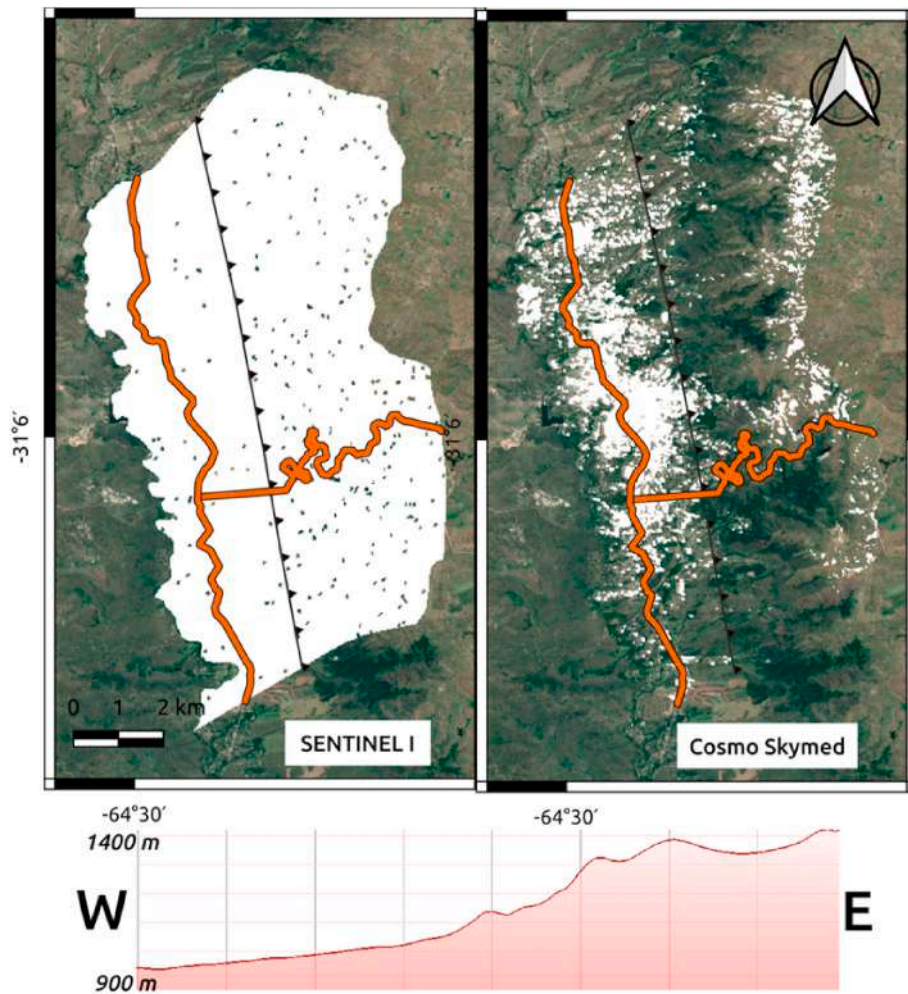 -31°6′
-31°6′
0 1 2 km
SENTINEL I
Cosmo Skymed
-64°30′
-64°30′
1400 m
W
E
900 m